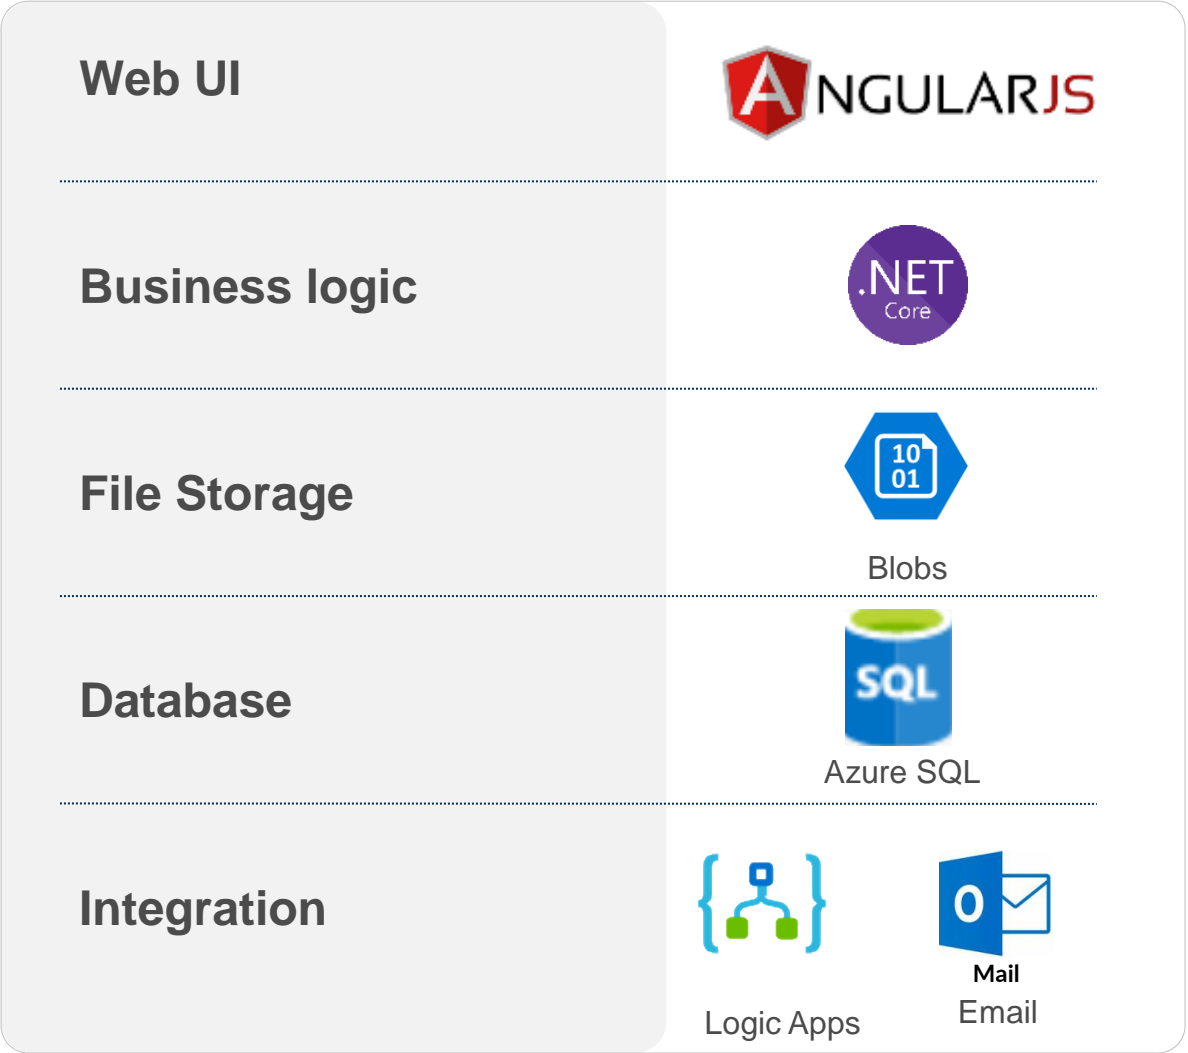 Web UI
ANGULARJS
Business logic
.NET
Core
File Storage
10
01
Blobs
Database
SQL
Azure SQL
Integration
O
Mail
Logic Apps
Email